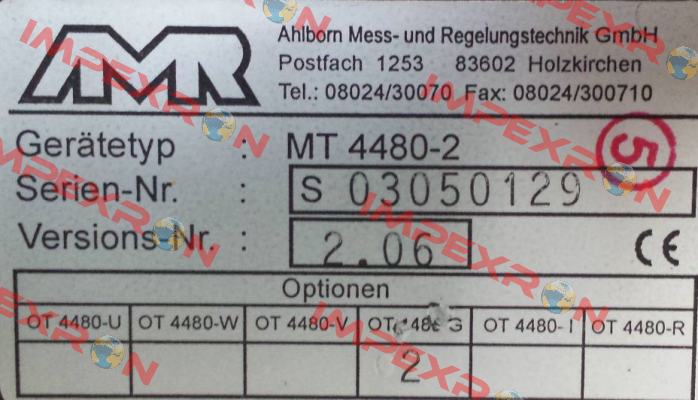 AMR
Ahlborn Mess- und Regelungstechnik GmbH
Postfach 1253 83602 Holzkirchen
Tel.: 08024/30070 Fax: 08024/300710
Gerätetyp : MT 4480-2
5
Serien-Nr. : S 03050129
Versions-Nr. : 2.06 CE
Optionen
OT 4480-U OT 4480-W OT 4480-V OT 4480-G OT 4480-I OT 4480-R
2
IMPEXRON